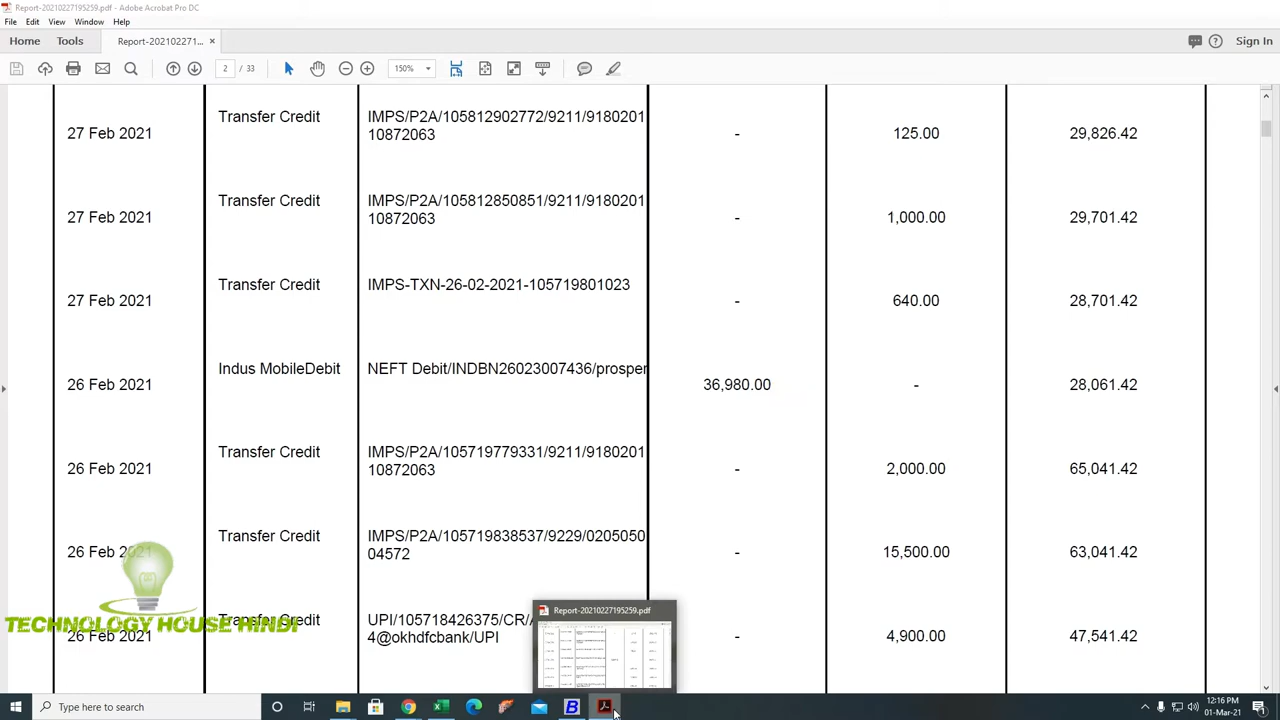 Report-20210227195259.pdf - Adobe Acrobat Pro DC
File Edit View Window Help
Home Tools Report-202102271... × Sign In
2 / 33 150%
27 Feb 2021 Transfer Credit IMPS/P2A/105812902772/9211/9180201 - 125.00 29,826.42
10872063
27 Feb 2021 Transfer Credit IMPS/P2A/105812850851/9211/9180201 - 1,000.00 29,701.42
10872063
27 Feb 2021 Transfer Credit IMPS-TXN-26-02-2021-105719801023 - 640.00 28,701.42
26 Feb 2021 Indus MobileDebit NEFT Debit/INDBN26023007436/prosper 36,980.00 - 28,061.42
26 Feb 2021 Transfer Credit IMPS/P2A/105719779331/9211/9180201 - 2,000.00 65,041.42
10872063
26 Feb 2021 Transfer Credit IMPS/P2A/105719838537/9229/0205050 - 15,500.00 63,041.42
04572
26 Feb 2021 Transfer Credit UPI/105718426375/CR/ - 4,900.00 47,541.42
4@okhdfcbank/UPI
TECHNOLOGY HOUSE HINDI
Report-20210227195259.pdf
Type here to search
B
12:16 PM
01-Mar-21
1